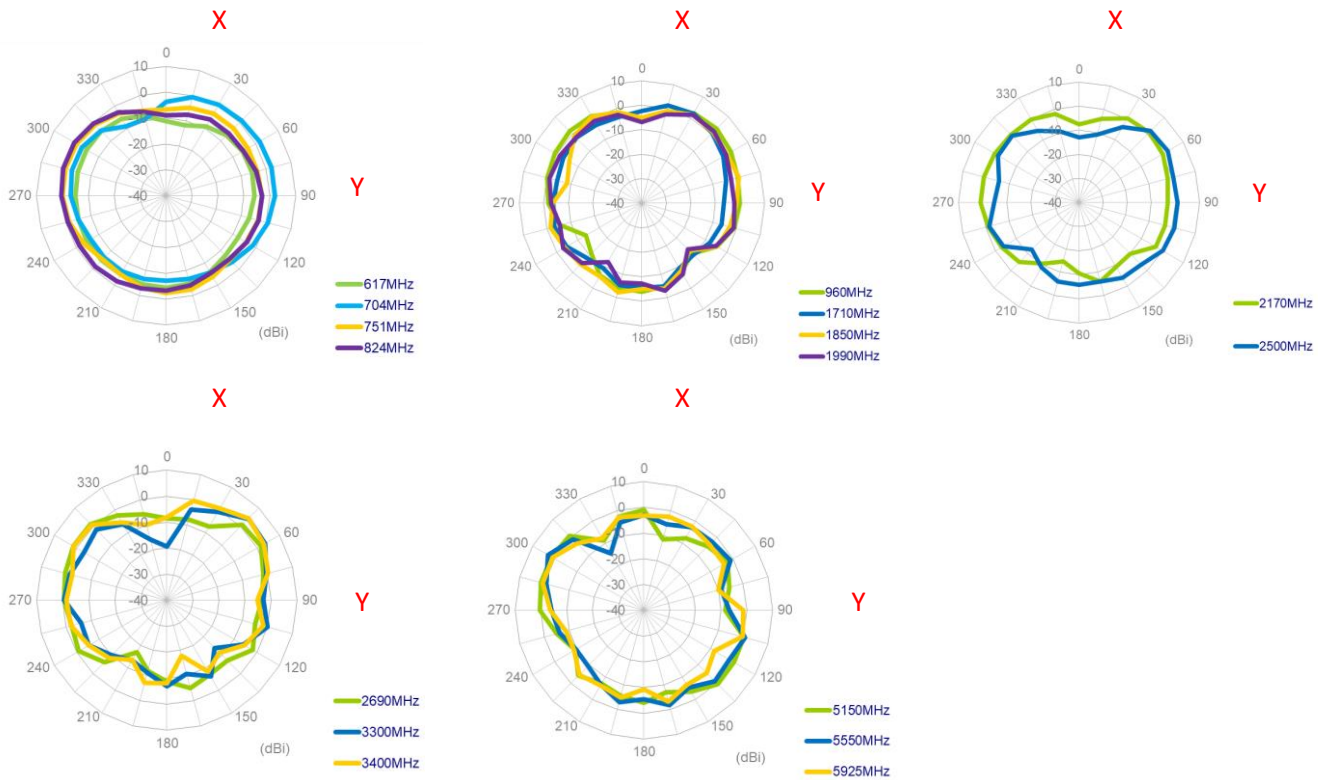 X
0
10
330
30
0
300
60
-10
-20
-30
270
-40
90
Y
240
120
210
150
180
(dBi)
617MHz
704MHz
751MHz
824MHz
X
0
10
330
30
0
300
60
-10
-20
-30
270
-40
90
Y
240
120
210
150
180
(dBi)
960MHz
1710MHz
1850MHz
1990MHz
X
0
10
330
30
0
300
60
-10
-20
-30
270
-40
90
Y
240
120
210
150
180
(dBi)
2170MHz
2500MHz
X
0
10
330
30
0
300
60
-10
-20
-30
270
-40
90
Y
240
120
210
150
180
(dBi)
2690MHz
3300MHz
3400MHz
X
0
10
330
30
0
300
60
-10
-20
-30
270
-40
90
Y
240
120
210
150
180
(dBi)
5150MHz
5550MHz
5925MHz